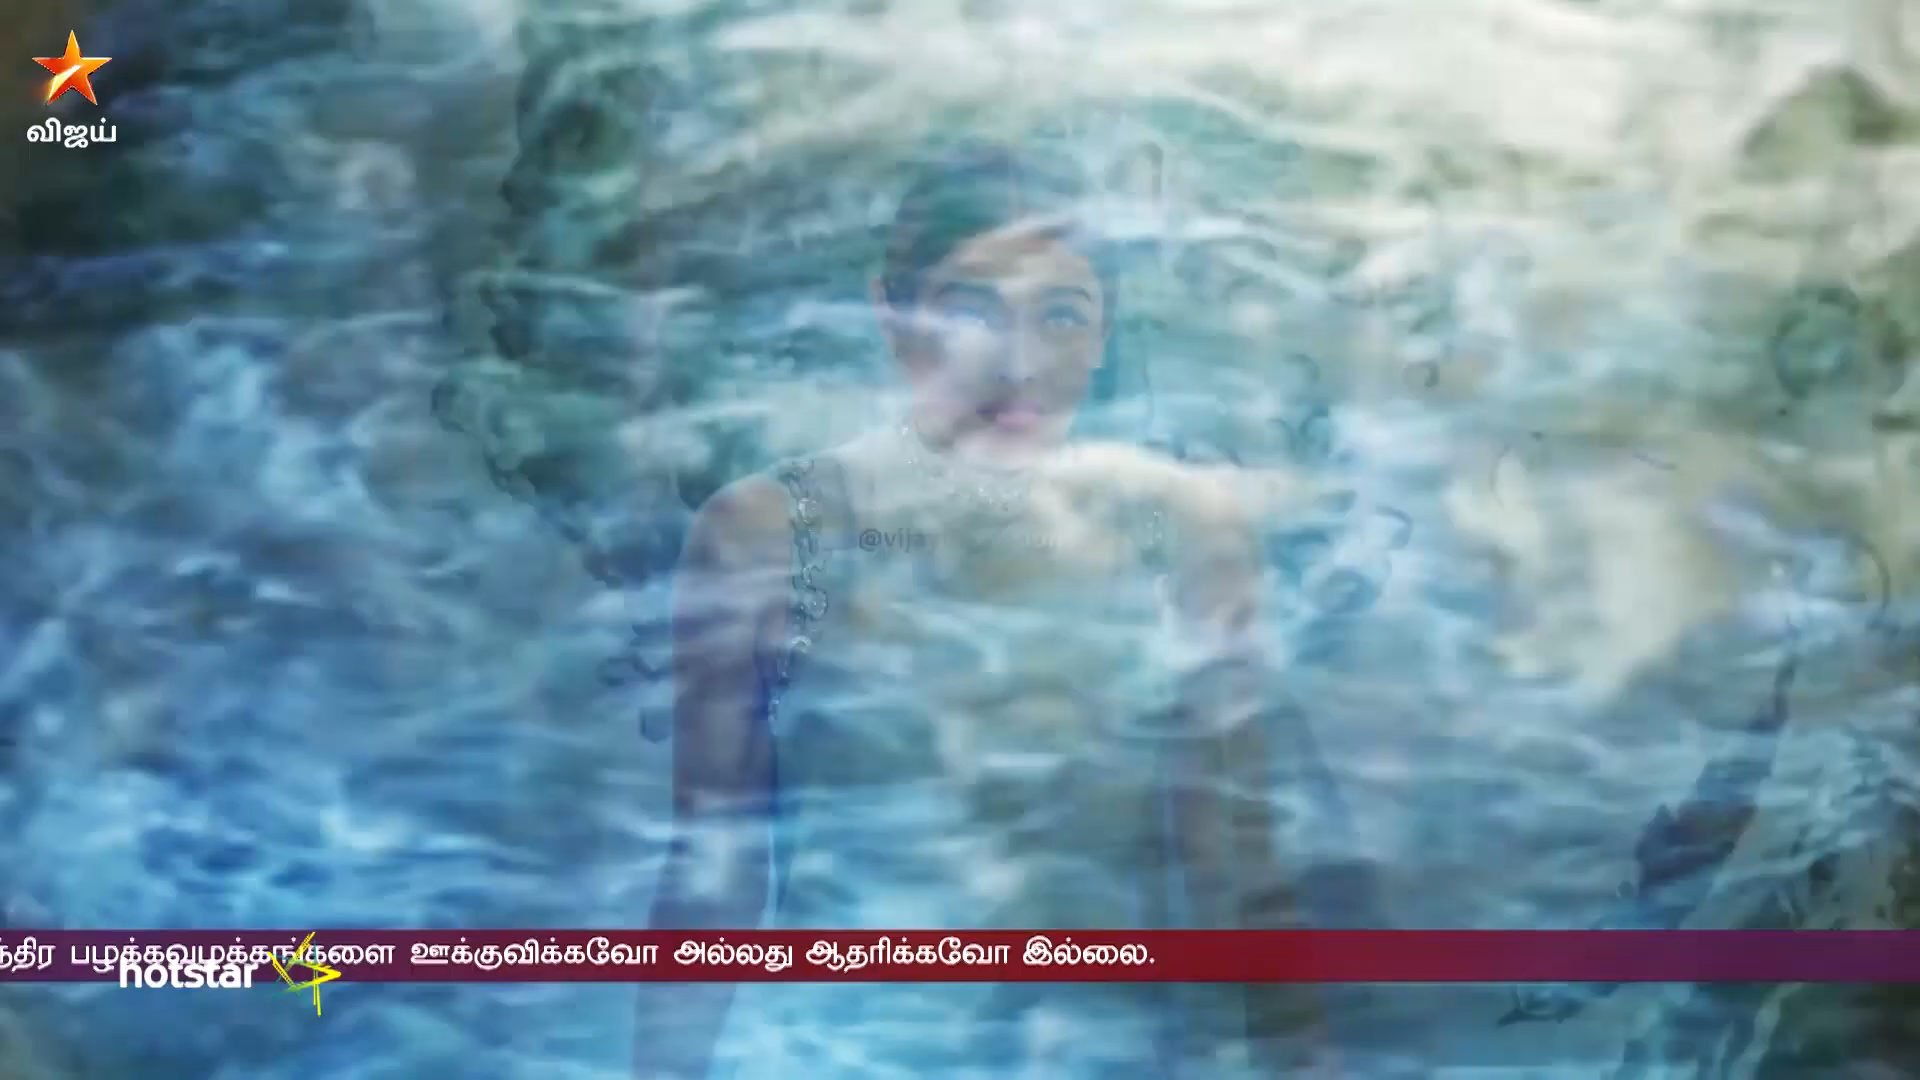 விஜய்
பழக்கவழக்கங்களை ஊக்குவிக்கவோ அல்லது ஆதரிக்கவோ இல்லை.
hotstar